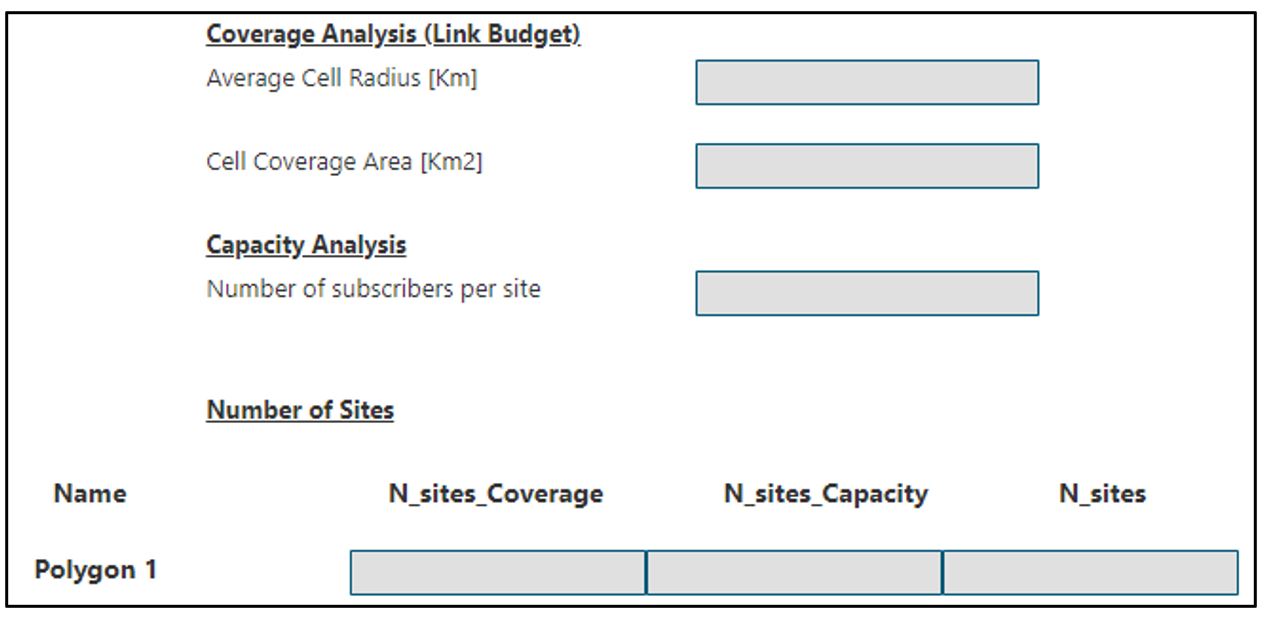 Coverage Analysis (Link Budget)
Average Cell Radius [Km]
Cell Coverage Area [Km2]
Capacity Analysis
Number of subscribers per site
Number of Sites
Name N_sites_Coverage N_sites_Capacity N_sites
Polygon 1